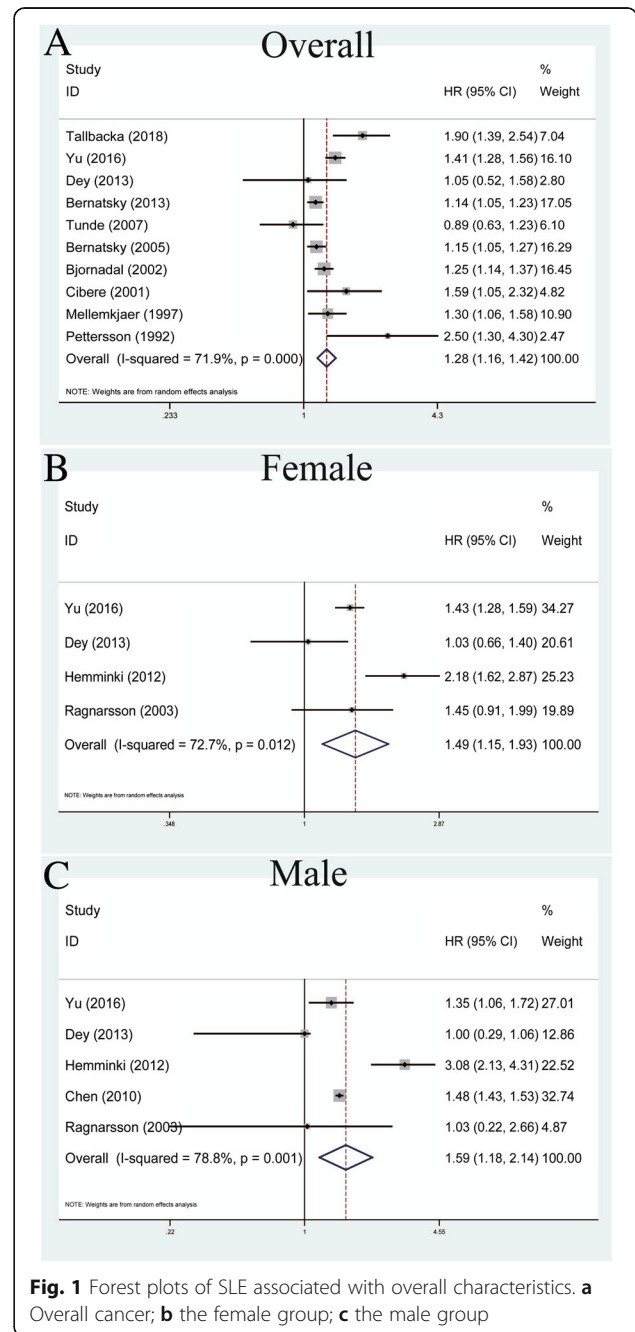 A Overall
Study %
ID HR (95% CI) Weight
Tallbacka (2018) 1.90 (1.39, 2.54) 7.04
Yu (2016) 1.41 (1.28, 1.56) 16.10
Dey (2013) 1.05 (0.52, 1.58) 2.80
Bernatsky (2013) 1.14 (1.05, 1.23) 17.05
Tunde (2007) 0.89 (0.63, 1.23) 6.10
Bernatsky (2005) 1.15 (1.05, 1.27) 16.29
Bjornadal (2002) 1.25 (1.14, 1.37) 16.45
Cibere (2001) 1.59 (1.05, 2.32) 4.82
Mellemkjaer (1997) 1.30 (1.06, 1.58) 10.90
Pettersson (1992) 2.50 (1.30, 4.30) 2.47
Overall (I-squared = 71.9%, p = 0.000) 1.28 (1.16, 1.42) 100.00
NOTE: Weights are from random effects analysis
.233 1 4.3
B Female
Study %
ID HR (95% CI) Weight
Yu (2016) 1.43 (1.28, 1.59) 34.27
Dey (2013) 1.03 (0.66, 1.40) 20.61
Hemminki (2012) 2.18 (1.62, 2.87) 25.23
Ragnarsson (2003) 1.45 (0.91, 1.99) 19.89
Overall (I-squared = 72.7%, p = 0.012) 1.49 (1.15, 1.93) 100.00
NOTE: Weights are from random effects analysis
.348 1 2.87
C Male
Study %
ID HR (95% CI) Weight
Yu (2016) 1.35 (1.06, 1.72) 27.01
Dey (2013) 1.00 (0.29, 1.06) 12.86
Hemminki (2012) 3.08 (2.13, 4.31) 22.52
Chen (2010) 1.48 (1.43, 1.53) 32.74
Ragnarsson (2003) 1.03 (0.22, 2.66) 4.87
Overall (I-squared = 78.8%, p = 0.001) 1.59 (1.18, 2.14) 100.00
NOTE: Weights are from random effects analysis
.22 1 4.55
Fig. 1 Forest plots of SLE associated with overall characteristics. a
Overall cancer; b the female group; c the male group